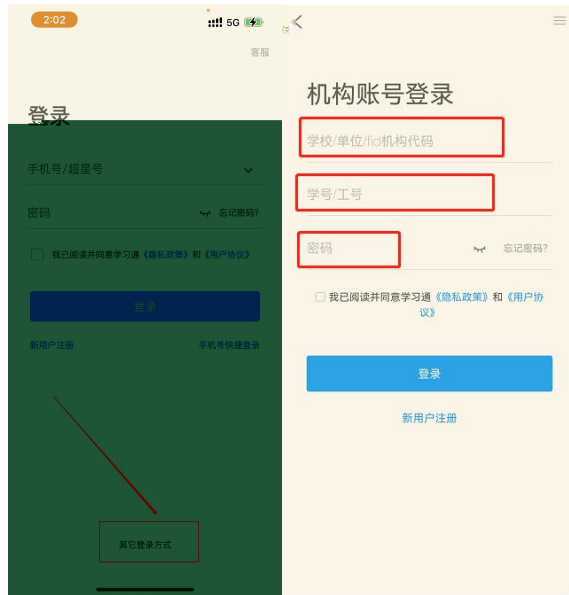 2:02
5G
客服
登录
手机号/超星号
密码
忘记密码?
我已阅读并同意学习通《隐私政策》和《用户协议》
登录
新用户注册
手机号快捷登录
其它登录方式
机构账号登录
学校/单位/fid机构代码
学号/工号
密码
忘记密码?
我已阅读并同意学习通《隐私政策》和《用户协
议》
登录
新用户注册